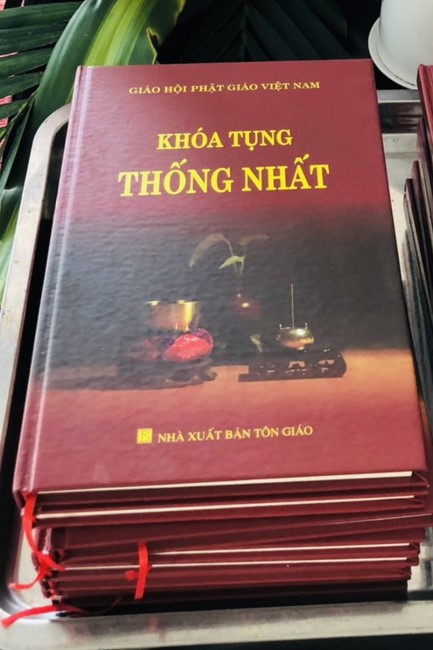 GIÁO HỘI PHẬT GIÁO VIỆT NAM
KHÓA TỤNG
THỐNG NHẤT
NHÀ XUẤT BẢN TÔN GIÁO